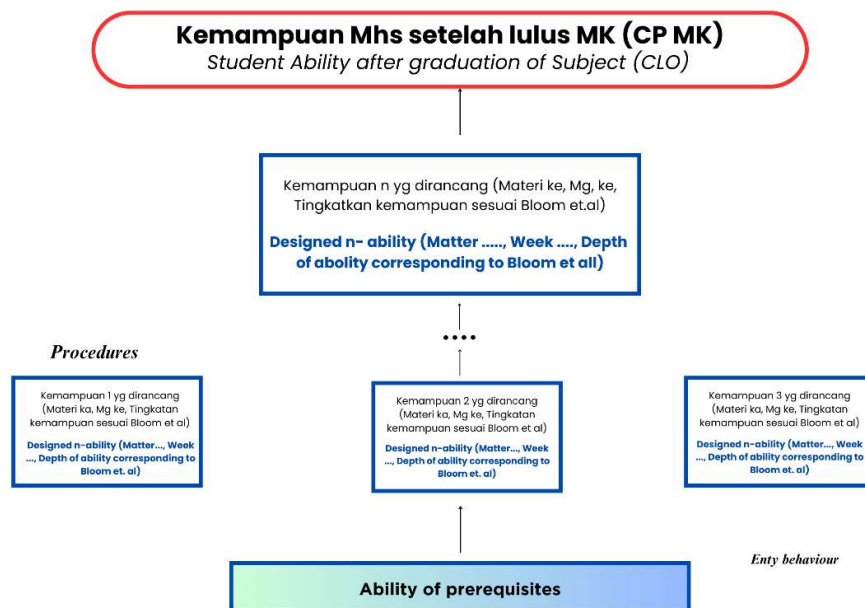 Kemampuan Mhs setelah lulus MK (CP MK)
Student Ability after graduation of Subject (CLO)
Kemampuan n yg dirancang (Materi ke, Mg, ke,
Tingkatkan kemampuan sesuai Bloom et.al)
Designed n- ability (Matter ....., Week ...., Depth
of abolity corresponding to Bloom et all)
....
Procedures
Kemampuan 1 yg dirancang
(Materi ka, Mg ke, Tingkatan
kemampuan sesuai Bloom et al)
Designed n-ability (Matter..., Week
..., Depth of ability corresponding to
Bloom et. al)
Kemampuan 2 yg dirancang
(Materi ka, Mg ke, Tingkatan
kemampuan sesuai Bloom et al)
Designed n-ability (Matter..., Week
..., Depth of ability corresponding to
Bloom et. al)
Kemampuan 3 yg dirancang
(Materi ka, Mg ke, Tingkatan
kemampuan sesuai Bloom et al)
Designed n-ability (Matter..., Week
..., Depth of ability corresponding to
Bloom et. al)
Enty behaviour
Ability of prerequisites